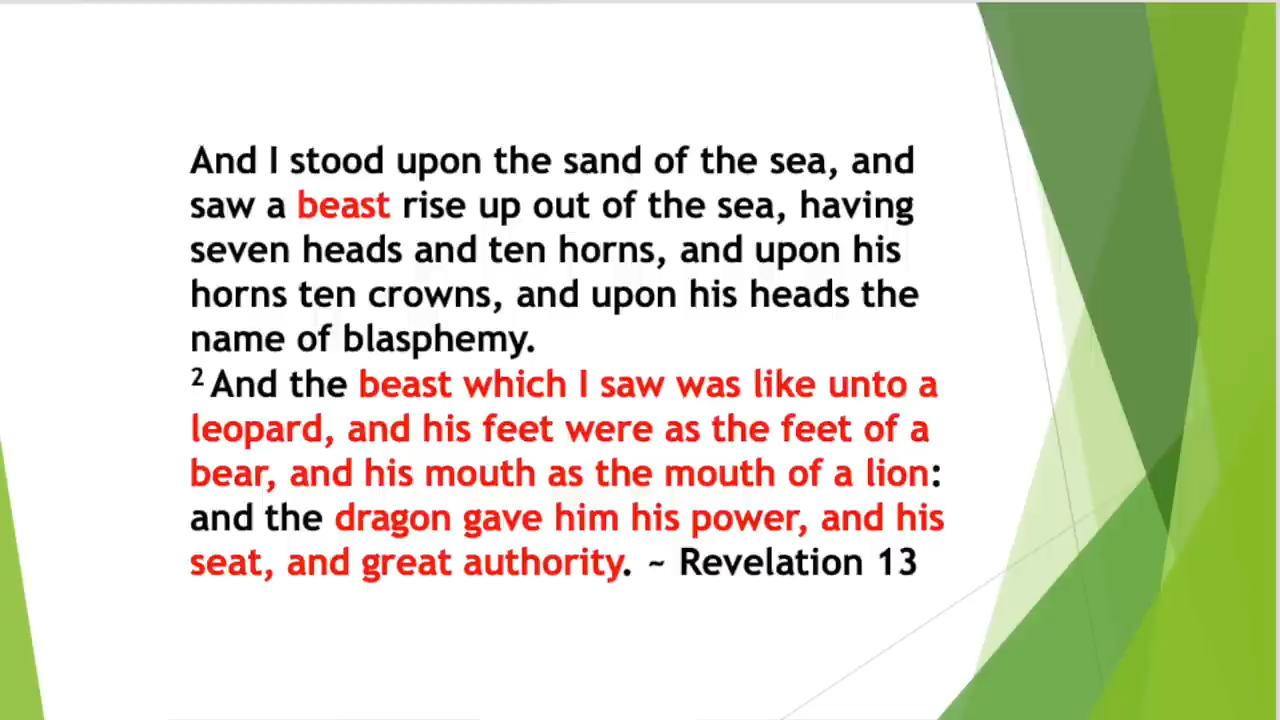 And I stood upon the sand of the sea, and
saw a beast rise up out of the sea, having
seven heads and ten horns, and upon his
horns ten crowns, and upon his heads the
name of blasphemy.
2 And the beast which I saw was like unto a
leopard, and his feet were as the feet of a
bear, and his mouth as the mouth of a lion:
and the dragon gave him his power, and his
seat, and great authority. ~ Revelation 13